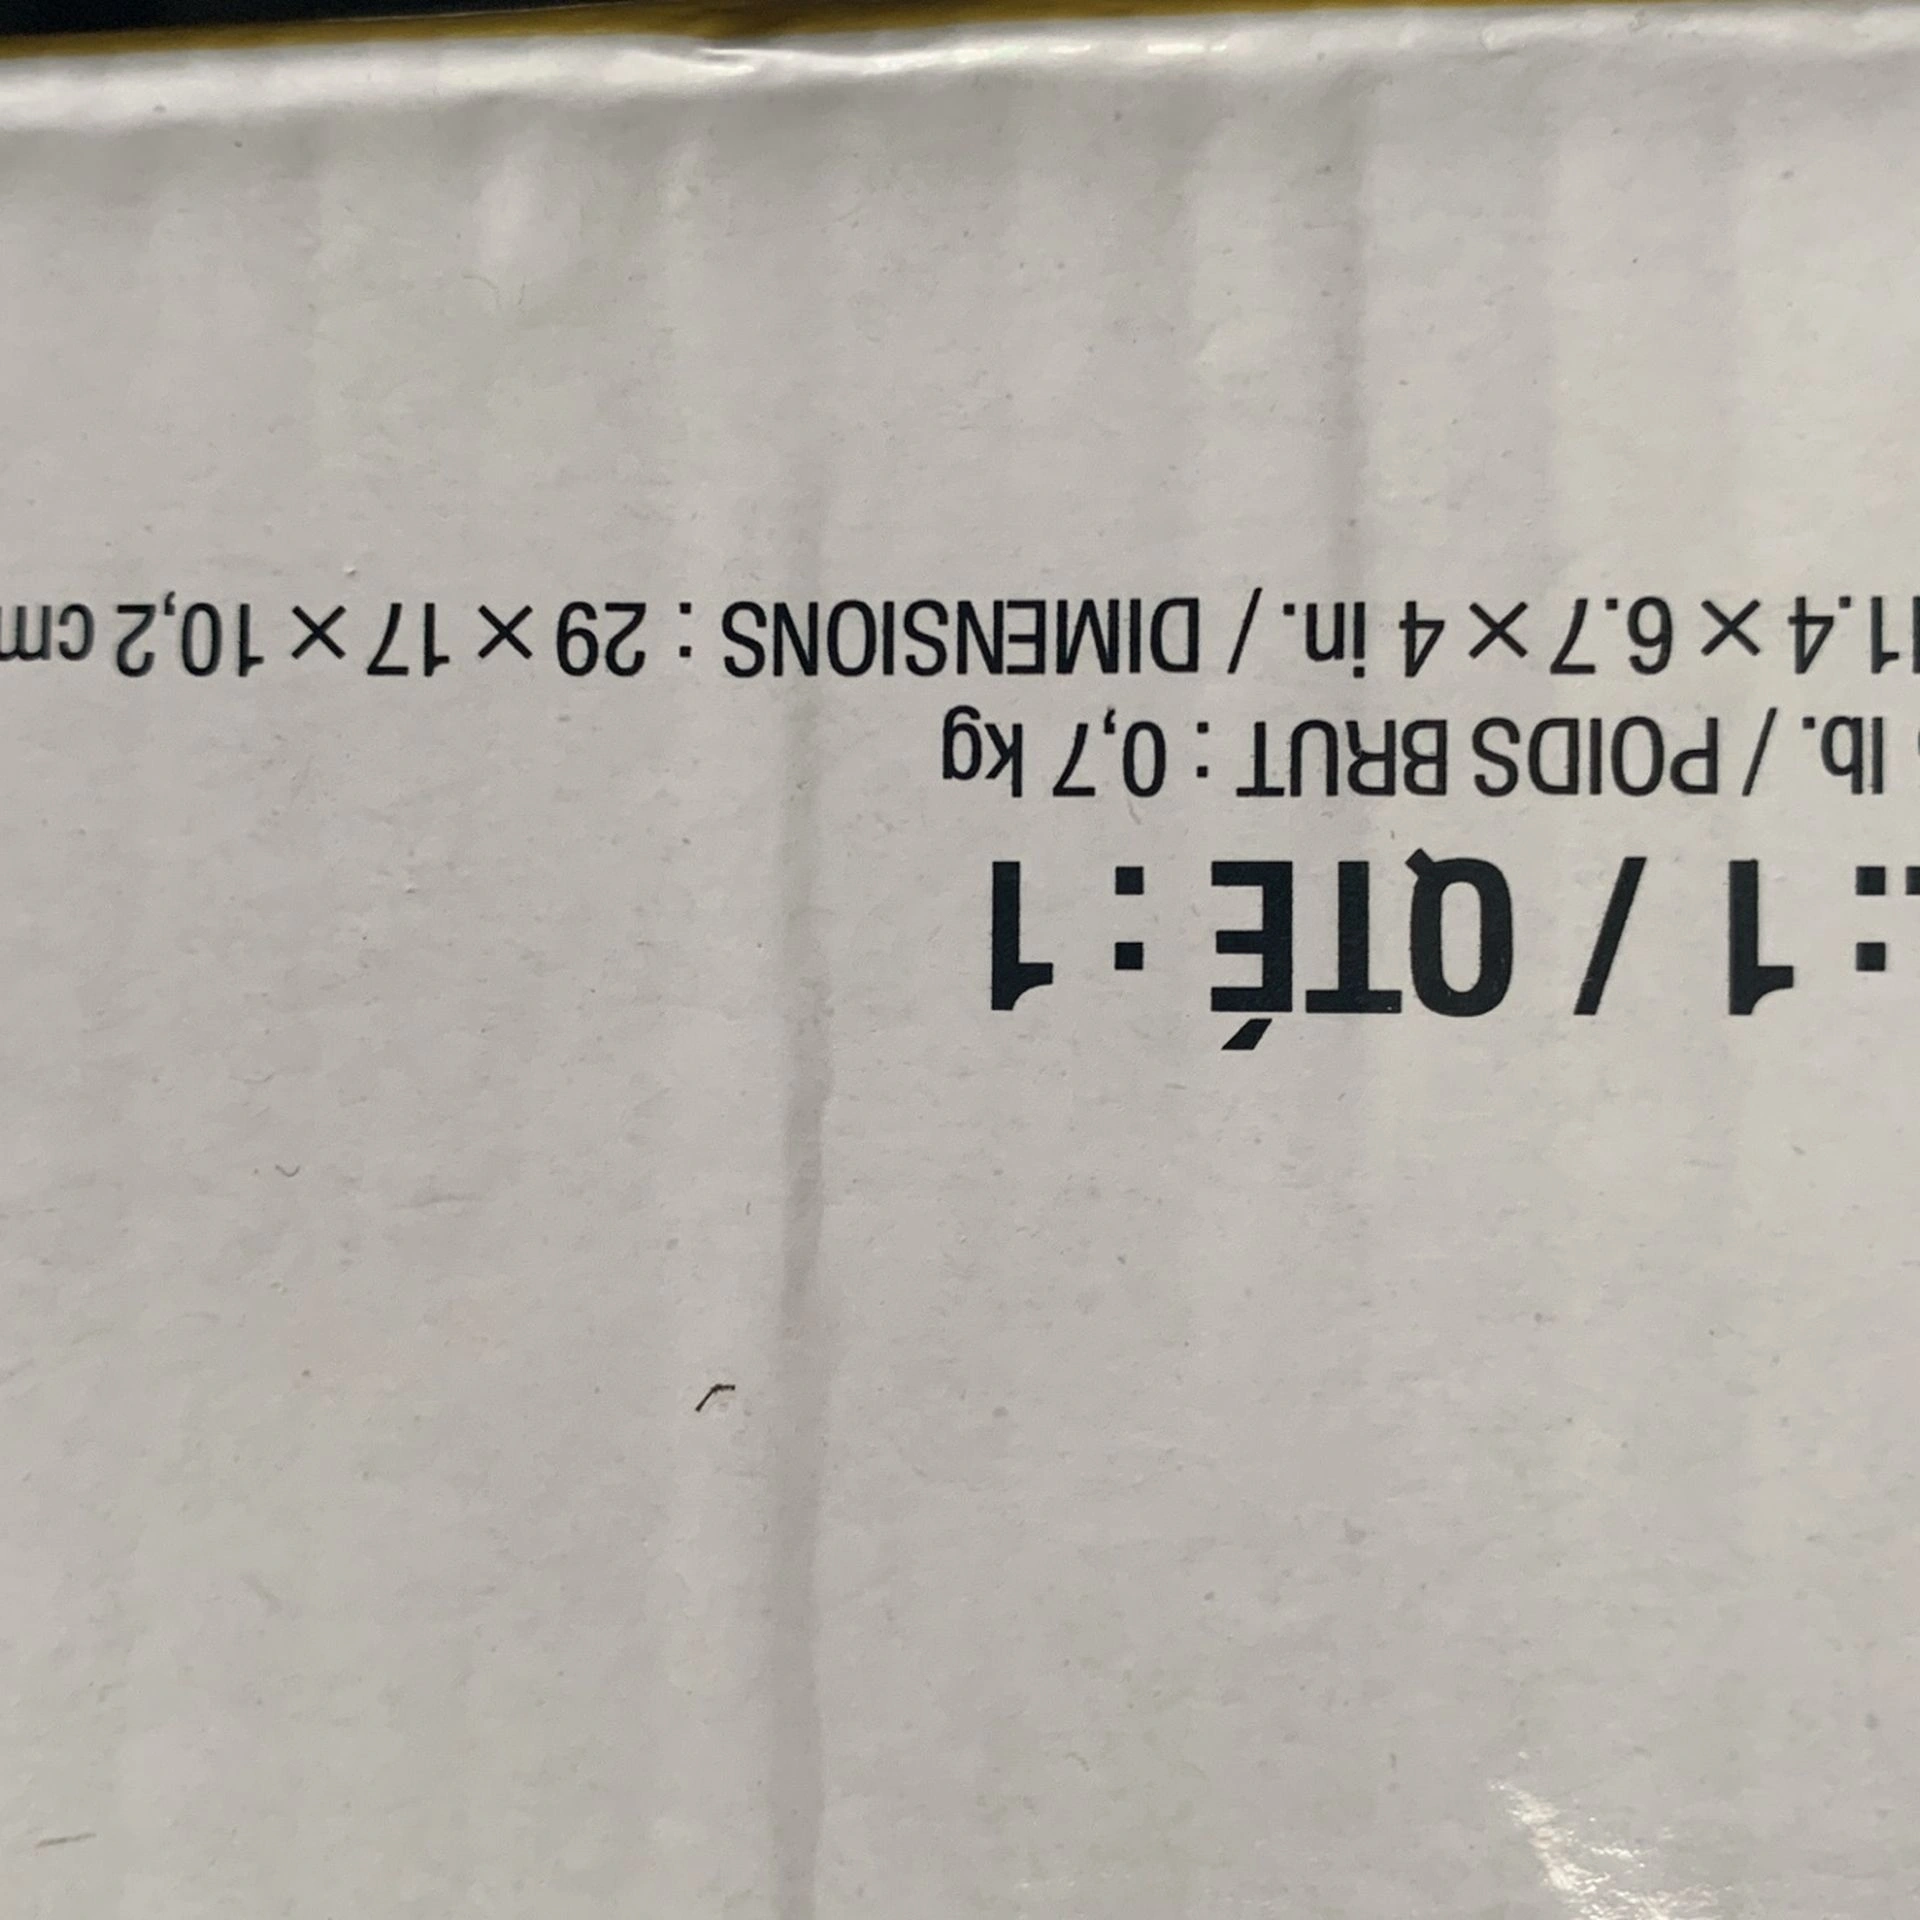 : 1 / QTÉ : 1
lb. / POIDS BRUT : 0,7 kg
11.4 × 6.7 × 4 in. / DIMENSIONS : 29 × 17 × 10,2 cm